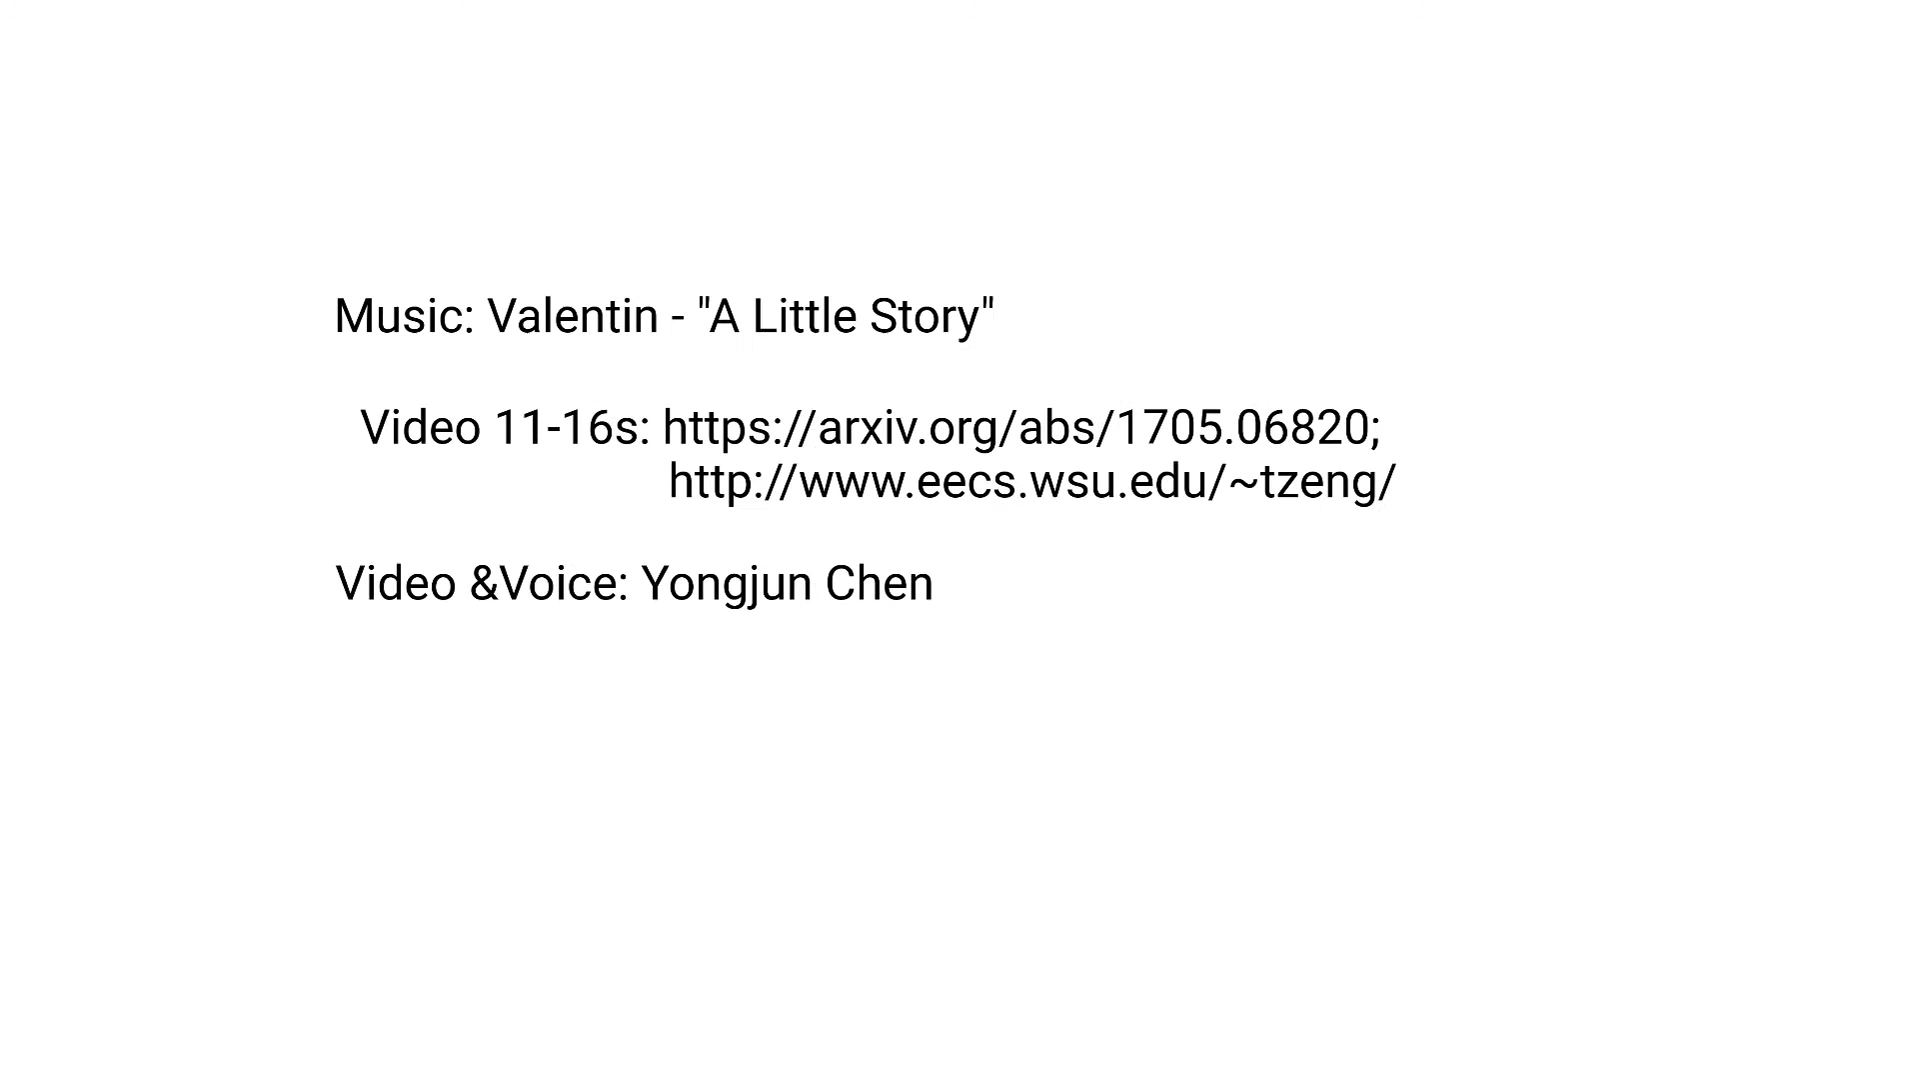 Music: Valentin - "A Little Story"
Video 11-16s: https://arxiv.org/abs/1705.06820;
http://www.eecs.wsu.edu/~tzeng/
Video &Voice: Yongjun Chen